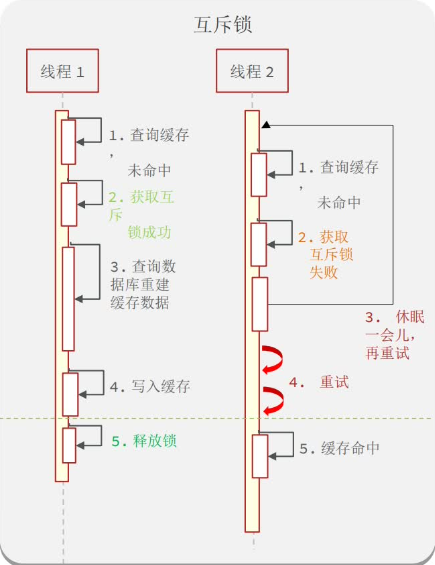 互斥锁
线程 1
线程 2
1. 查询缓存
，
未命中
2. 获取互
斥
锁成功
3. 查询数
据库重建
缓存数据
4. 写入缓存
5. 释放锁
1. 查询缓存
，
未命中
2. 获取
互斥锁
失败
3. 休眠
一会儿，
再重试
4. 重试
5. 缓存命中